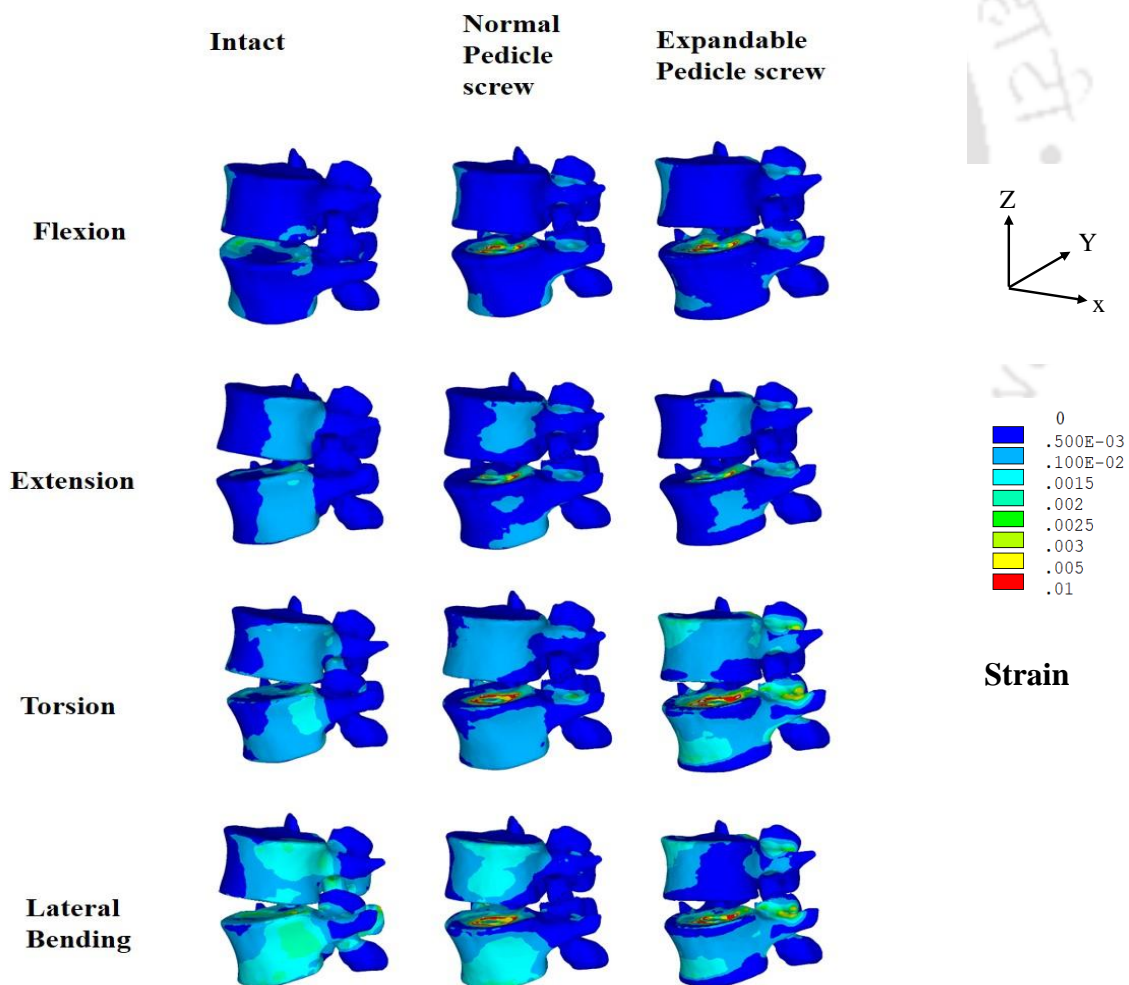 Intact
Normal
Pedicle
screw
Expandable
Pedicle screw
Flexion
Z
Y
x
Extension
0
.500E-03
.100E-02
.0015
.002
.0025
.003
.005
.01
Torsion
Strain
Lateral
Bending